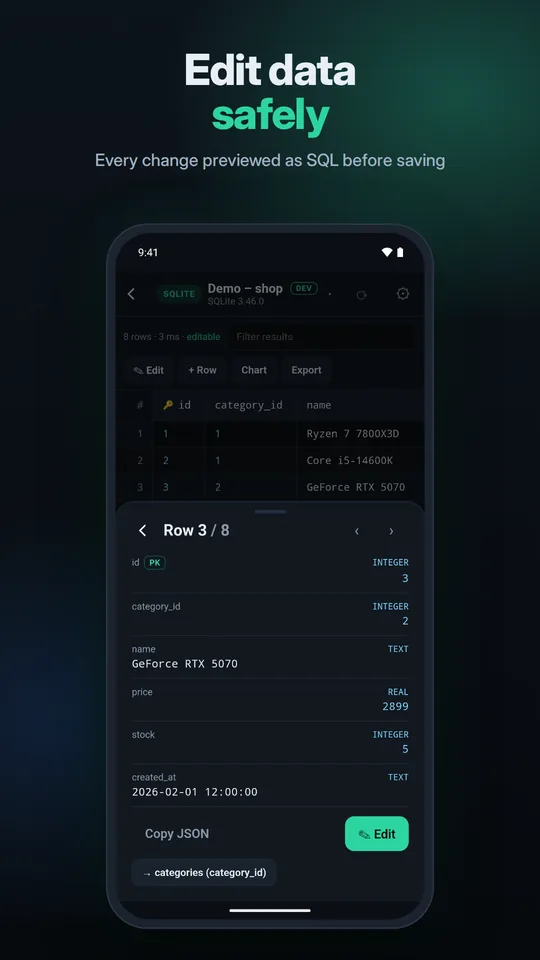 Edit data
safely
Every change previewed as SQL before saving
9:41
SQLITE Demo – shop DEV
SQLite 3.46.0
8 rows · 3 ms · editable Filter results
✎ Edit + Row Chart Export
# 🔑 id category_id name
1 1 1 Ryzen 7 7800X3D
2 2 1 Core i5-14600K
3 3 2 GeForce RTX 5070
Row 3 / 8 ‹ ›
id PK INTEGER
3
category_id INTEGER
2
name TEXT
GeForce RTX 5070
price REAL
2899
stock INTEGER
5
created_at TEXT
2026-02-01 12:00:00
Copy JSON ✎ Edit
→ categories (category_id)